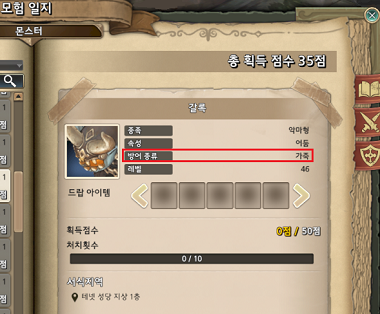 모험 일지
몬스터
총 획득 점수 35점
갈룩
종족 악마형
속성 어둠
방어 종류 가죽
레벨 46
드랍 아이템
획득점수 0점 / 50점
처치횟수
0 / 10
서식지역
테넷 성당 지상 1층